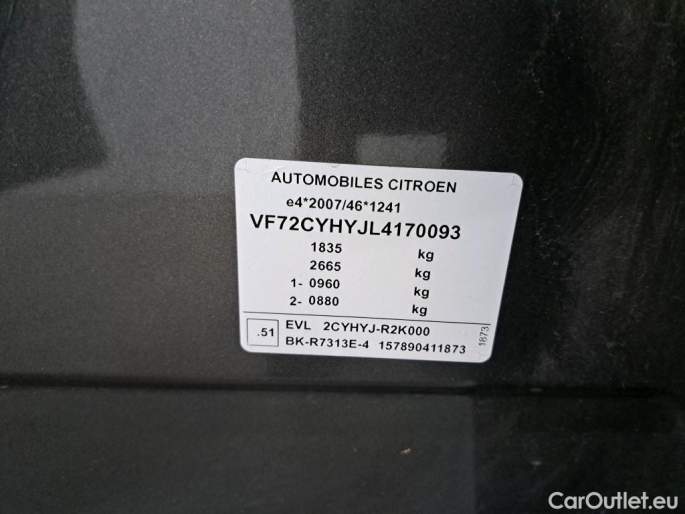 AUTOMOBILES CITROEN
e4*2007/46*1241
VF72CYHYJL4170093
1835 kg
2665 kg
1- 0960 kg
2- 0880 kg
.51 EVL 2CYHYJ-R2K000
BK-R7313E-4 157890411873
1873
CarOutlet.eu